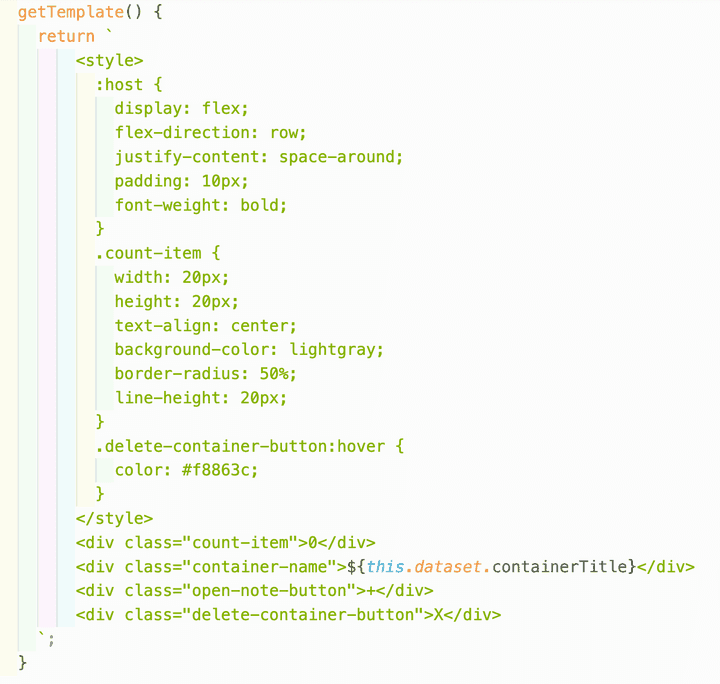 getTemplate() {
return `
<style>
:host {
display: flex;
flex-direction: row;
justify-content: space-around;
padding: 10px;
font-weight: bold;
}
.count-item {
width: 20px;
height: 20px;
text-align: center;
background-color: lightgray;
border-radius: 50%;
line-height: 20px;
}
.delete-container-button:hover {
color: #f8863c;
}
</style>
<div class="count-item">0</div>
<div class="container-name">${this.dataset.containerTitle}</div>
<div class="open-note-button">+</div>
<div class="delete-container-button">X</div>
`;
}